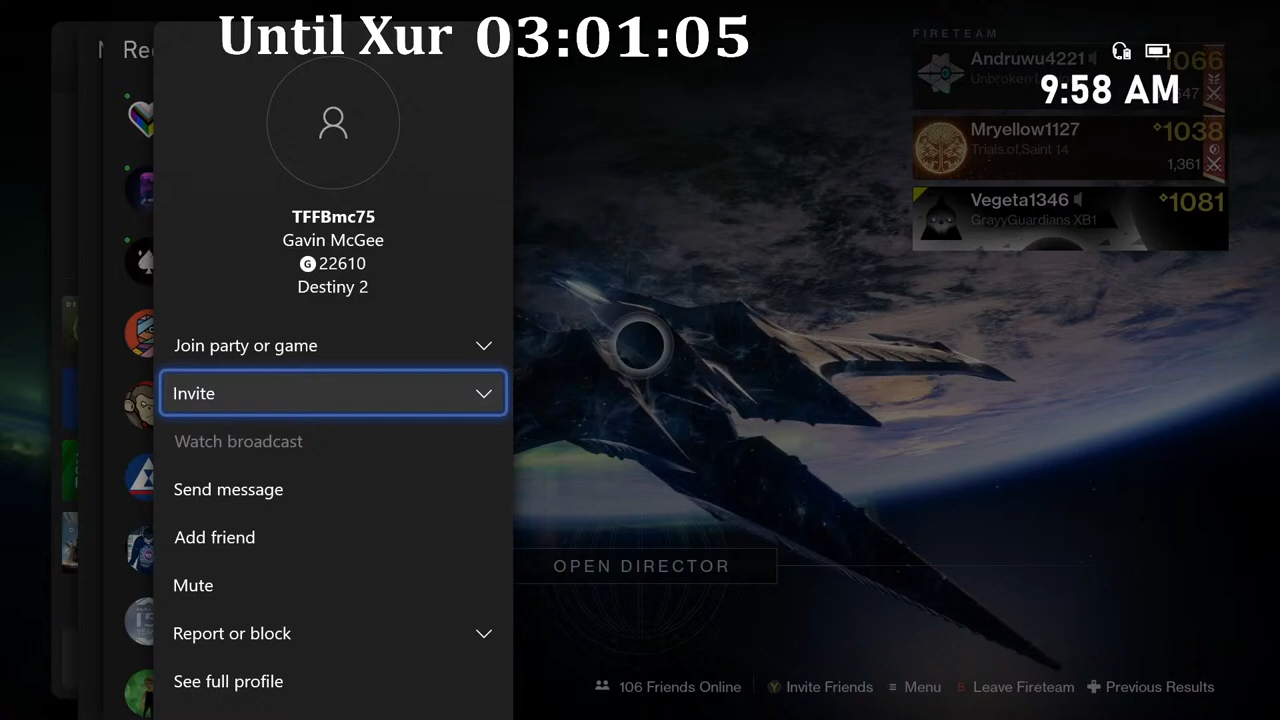 Until Xur 03:01:05
Rec
TFFBmc75
Gavin McGee
G 22610
Destiny 2
Join party or game
Invite
Watch broadcast
Send message
Add friend
Mute
Report or block
See full profile
FIRETEAM
9:58 AM
Andruwu4221
1066
Mryellow1127
1038
Trials of Saint 14
1,361
Vegeta1346
1081
GrayyGuardians XB1
OPEN DIRECTOR
106 Friends Online
Y Invite Friends
Menu
B Leave Fireteam
Previous Results